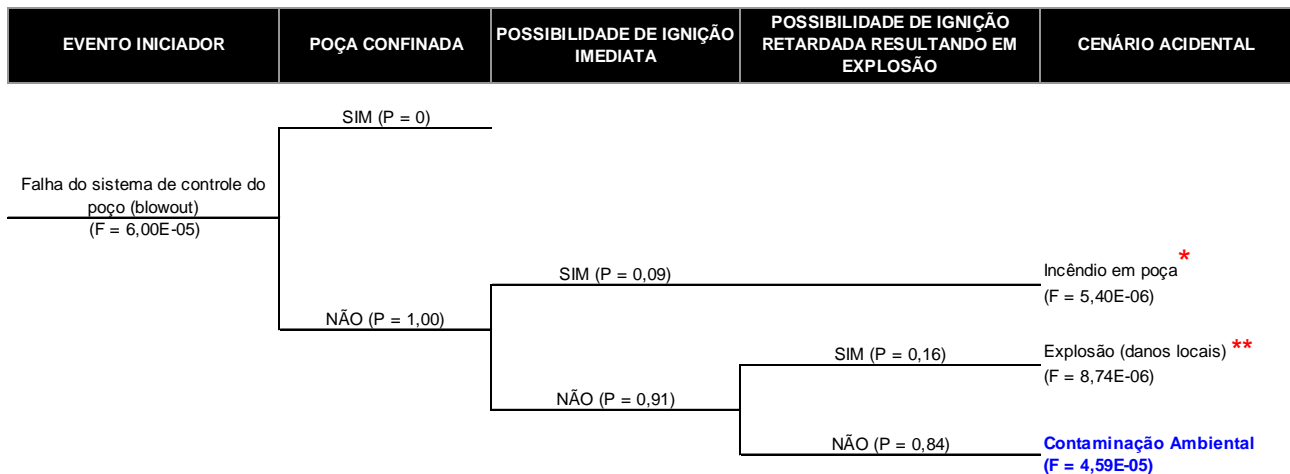 EVENTO INICIADOR
POÇA CONFINADA
POSSIBILIDADE DE IGNIÇÃO
IMEDIATA
POSSIBILIDADE DE IGNIÇÃO
RETARDADA RESULTANDO EM
EXPLOSÃO
CENÁRIO ACIDENTAL
SIM (P = 0)
Falha do sistema de controle do
poço (blowout)
(F = 6,00E-05)
SIM (P = 0,09)
Incêndio em poça *
(F = 5,40E-06)
NÃO (P = 1,00)
SIM (P = 0,16)
Explosão (danos locais) **
(F = 8,74E-06)
NÃO (P = 0,91)
NÃO (P = 0,84)
Contaminação Ambiental
(F = 4,59E-05)